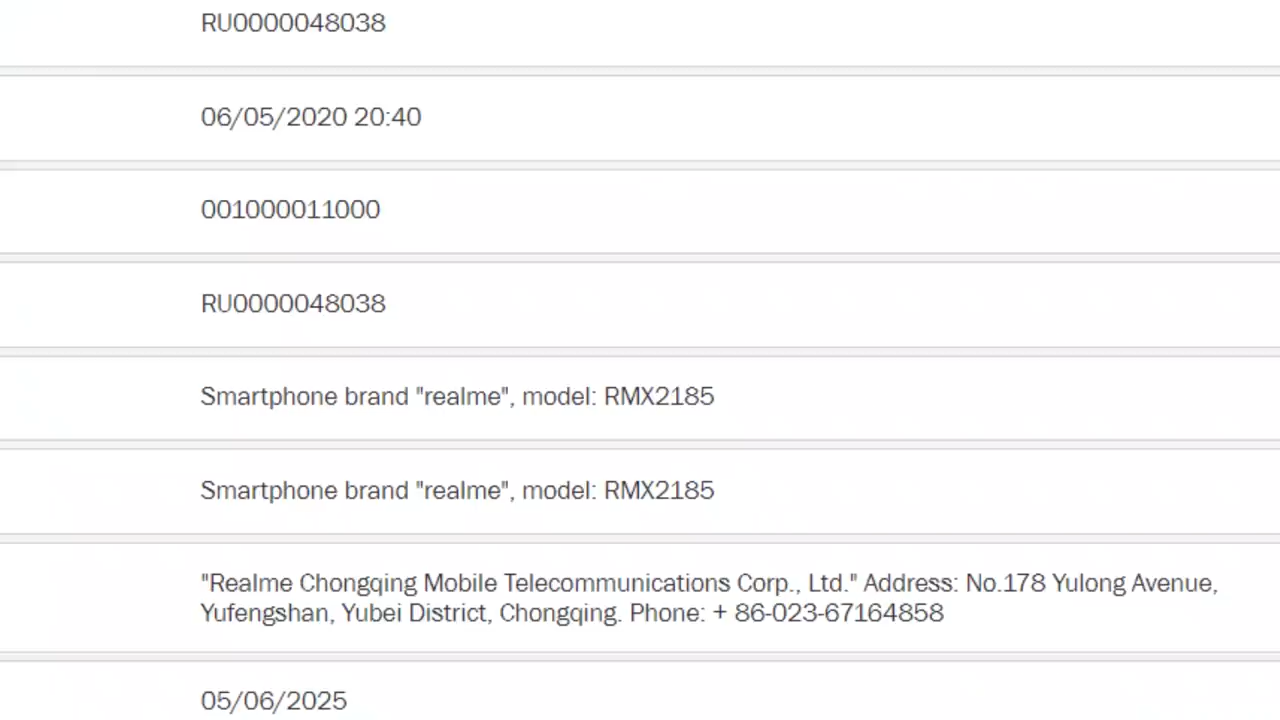 RU0000048038
06/05/2020 20:40
001000011000
RU0000048038
Smartphone brand "realme", model: RMX2185
Smartphone brand "realme", model: RMX2185
"Realme Chongqing Mobile Telecommunications Corp., Ltd." Address: No.178 Yulong Avenue,
Yufengshan, Yubei District, Chongqing. Phone: + 86-023-67164858
05/06/2025